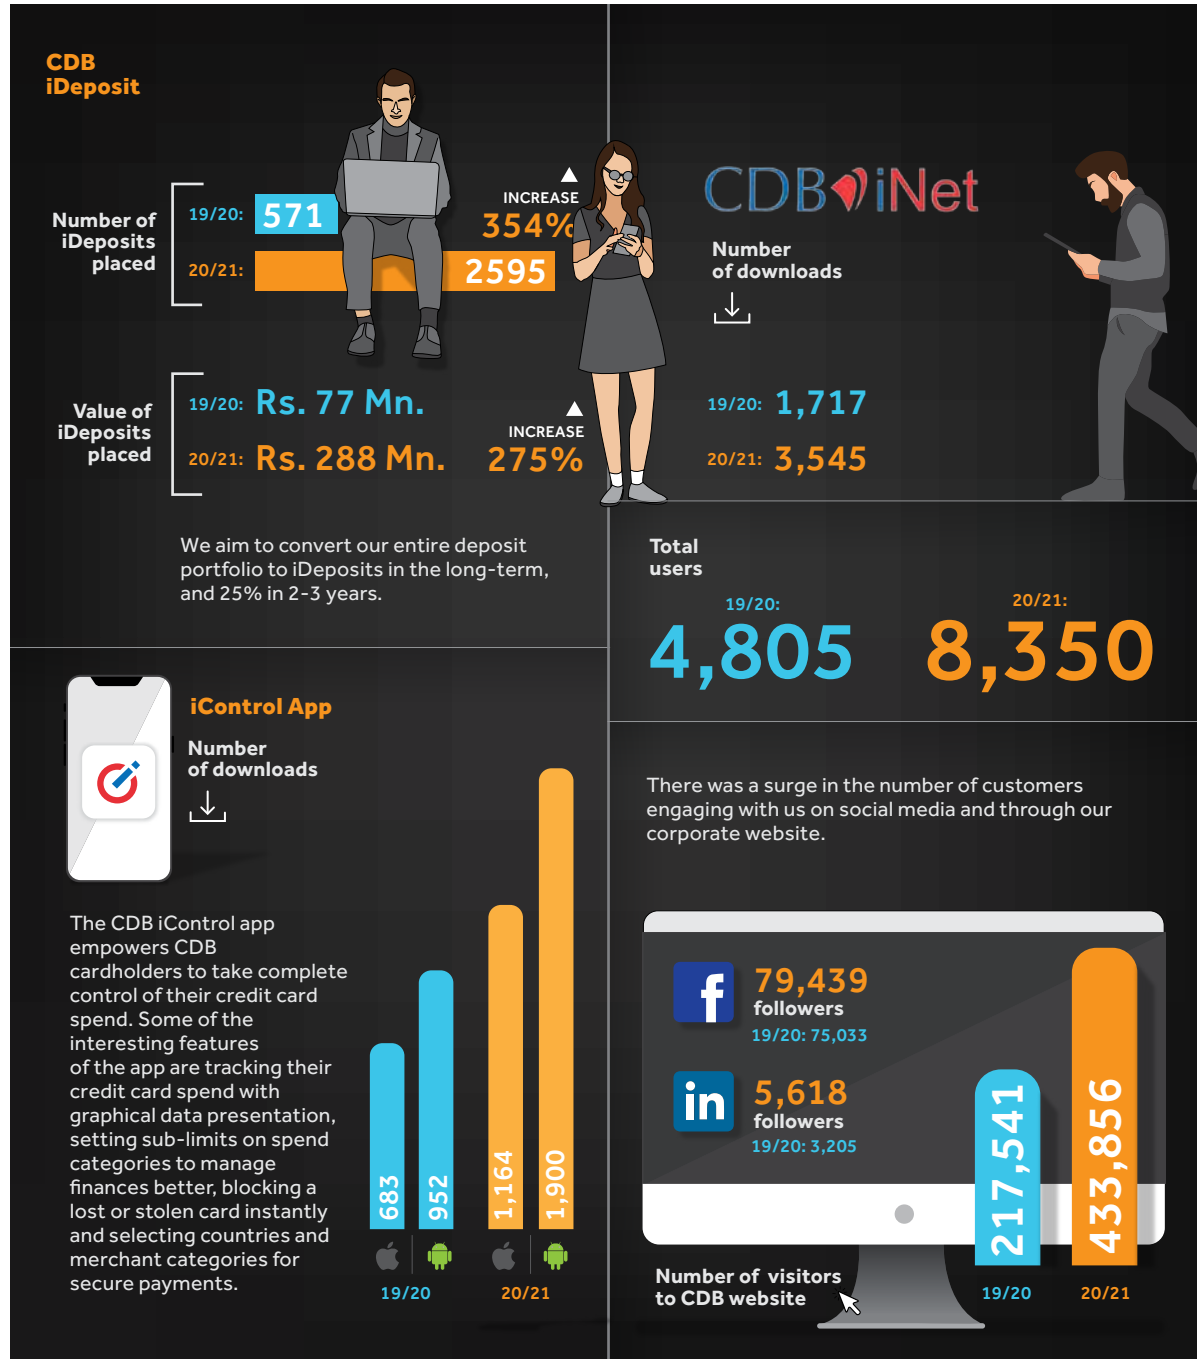 CDB
iDeposit
Number of
iDeposits
placed
19/20:
571
20/21:
2595
INCREASE
354%
Value of
iDeposits
placed
19/20: Rs. 77 Mn.
20/21: Rs. 288 Mn.
INCREASE
275%
We aim to convert our entire deposit
portfolio to iDeposits in the long-term,
and 25% in 2-3 years.
CDB iNet
Number
of downloads
19/20: 1,717
20/21: 3,545
Total
users
19/20:
4,805
20/21:
8,350
iControl App
Number
of downloads
The CDB iControl app
empowers CDB
cardholders to take complete
control of their credit card
spend. Some of the
interesting features
of the app are tracking their
credit card spend with
graphical data presentation,
setting sub-limits on spend
categories to manage
finances better, blocking a
lost or stolen card instantly
and selecting countries and
merchant categories for
secure payments.
683
952
1,164
1,900
19/20
20/21
There was a surge in the number of customers
engaging with us on social media and through our
corporate website.
f
79,439
followers
19/20: 75,033
in
5,618
followers
19/20: 3,205
217,541
433,856
Number of visitors
to CDB website
19/20
20/21